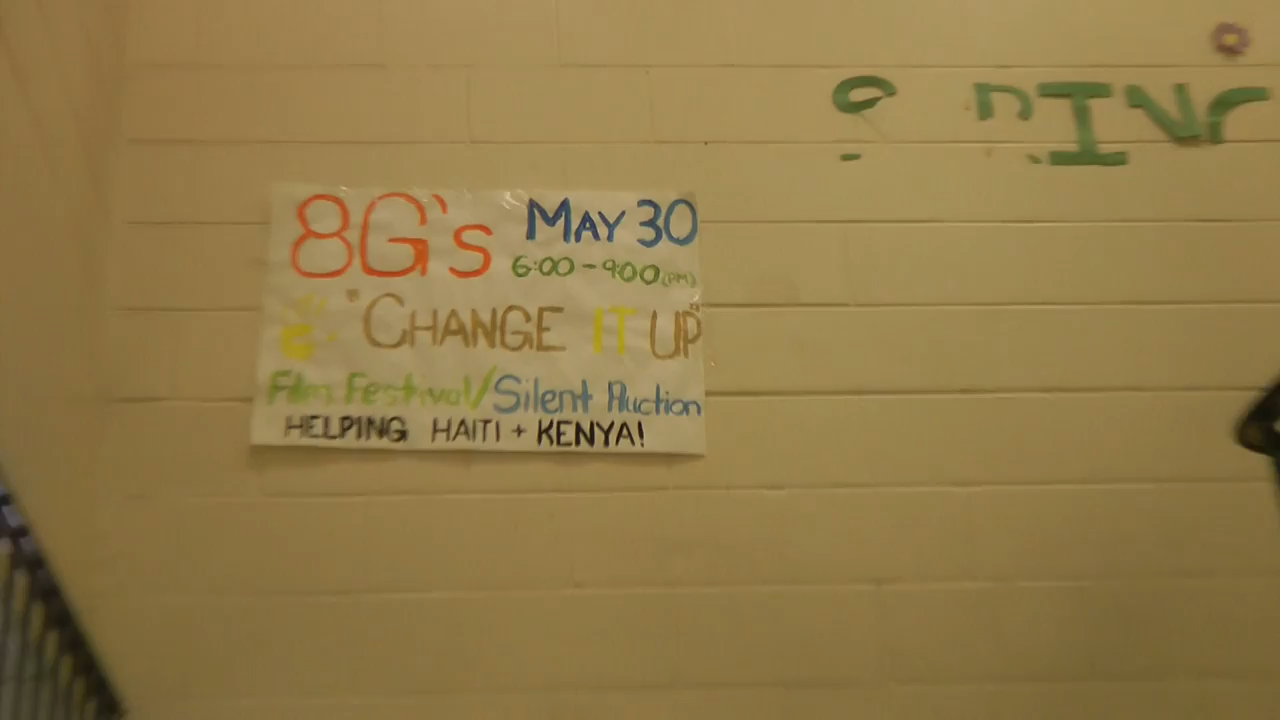 8G's MAY 30
6:00-9:00 (PM)
"CHANGE IT UP"
Film Festival/Silent Auction
HELPING HAITI + KENYA!